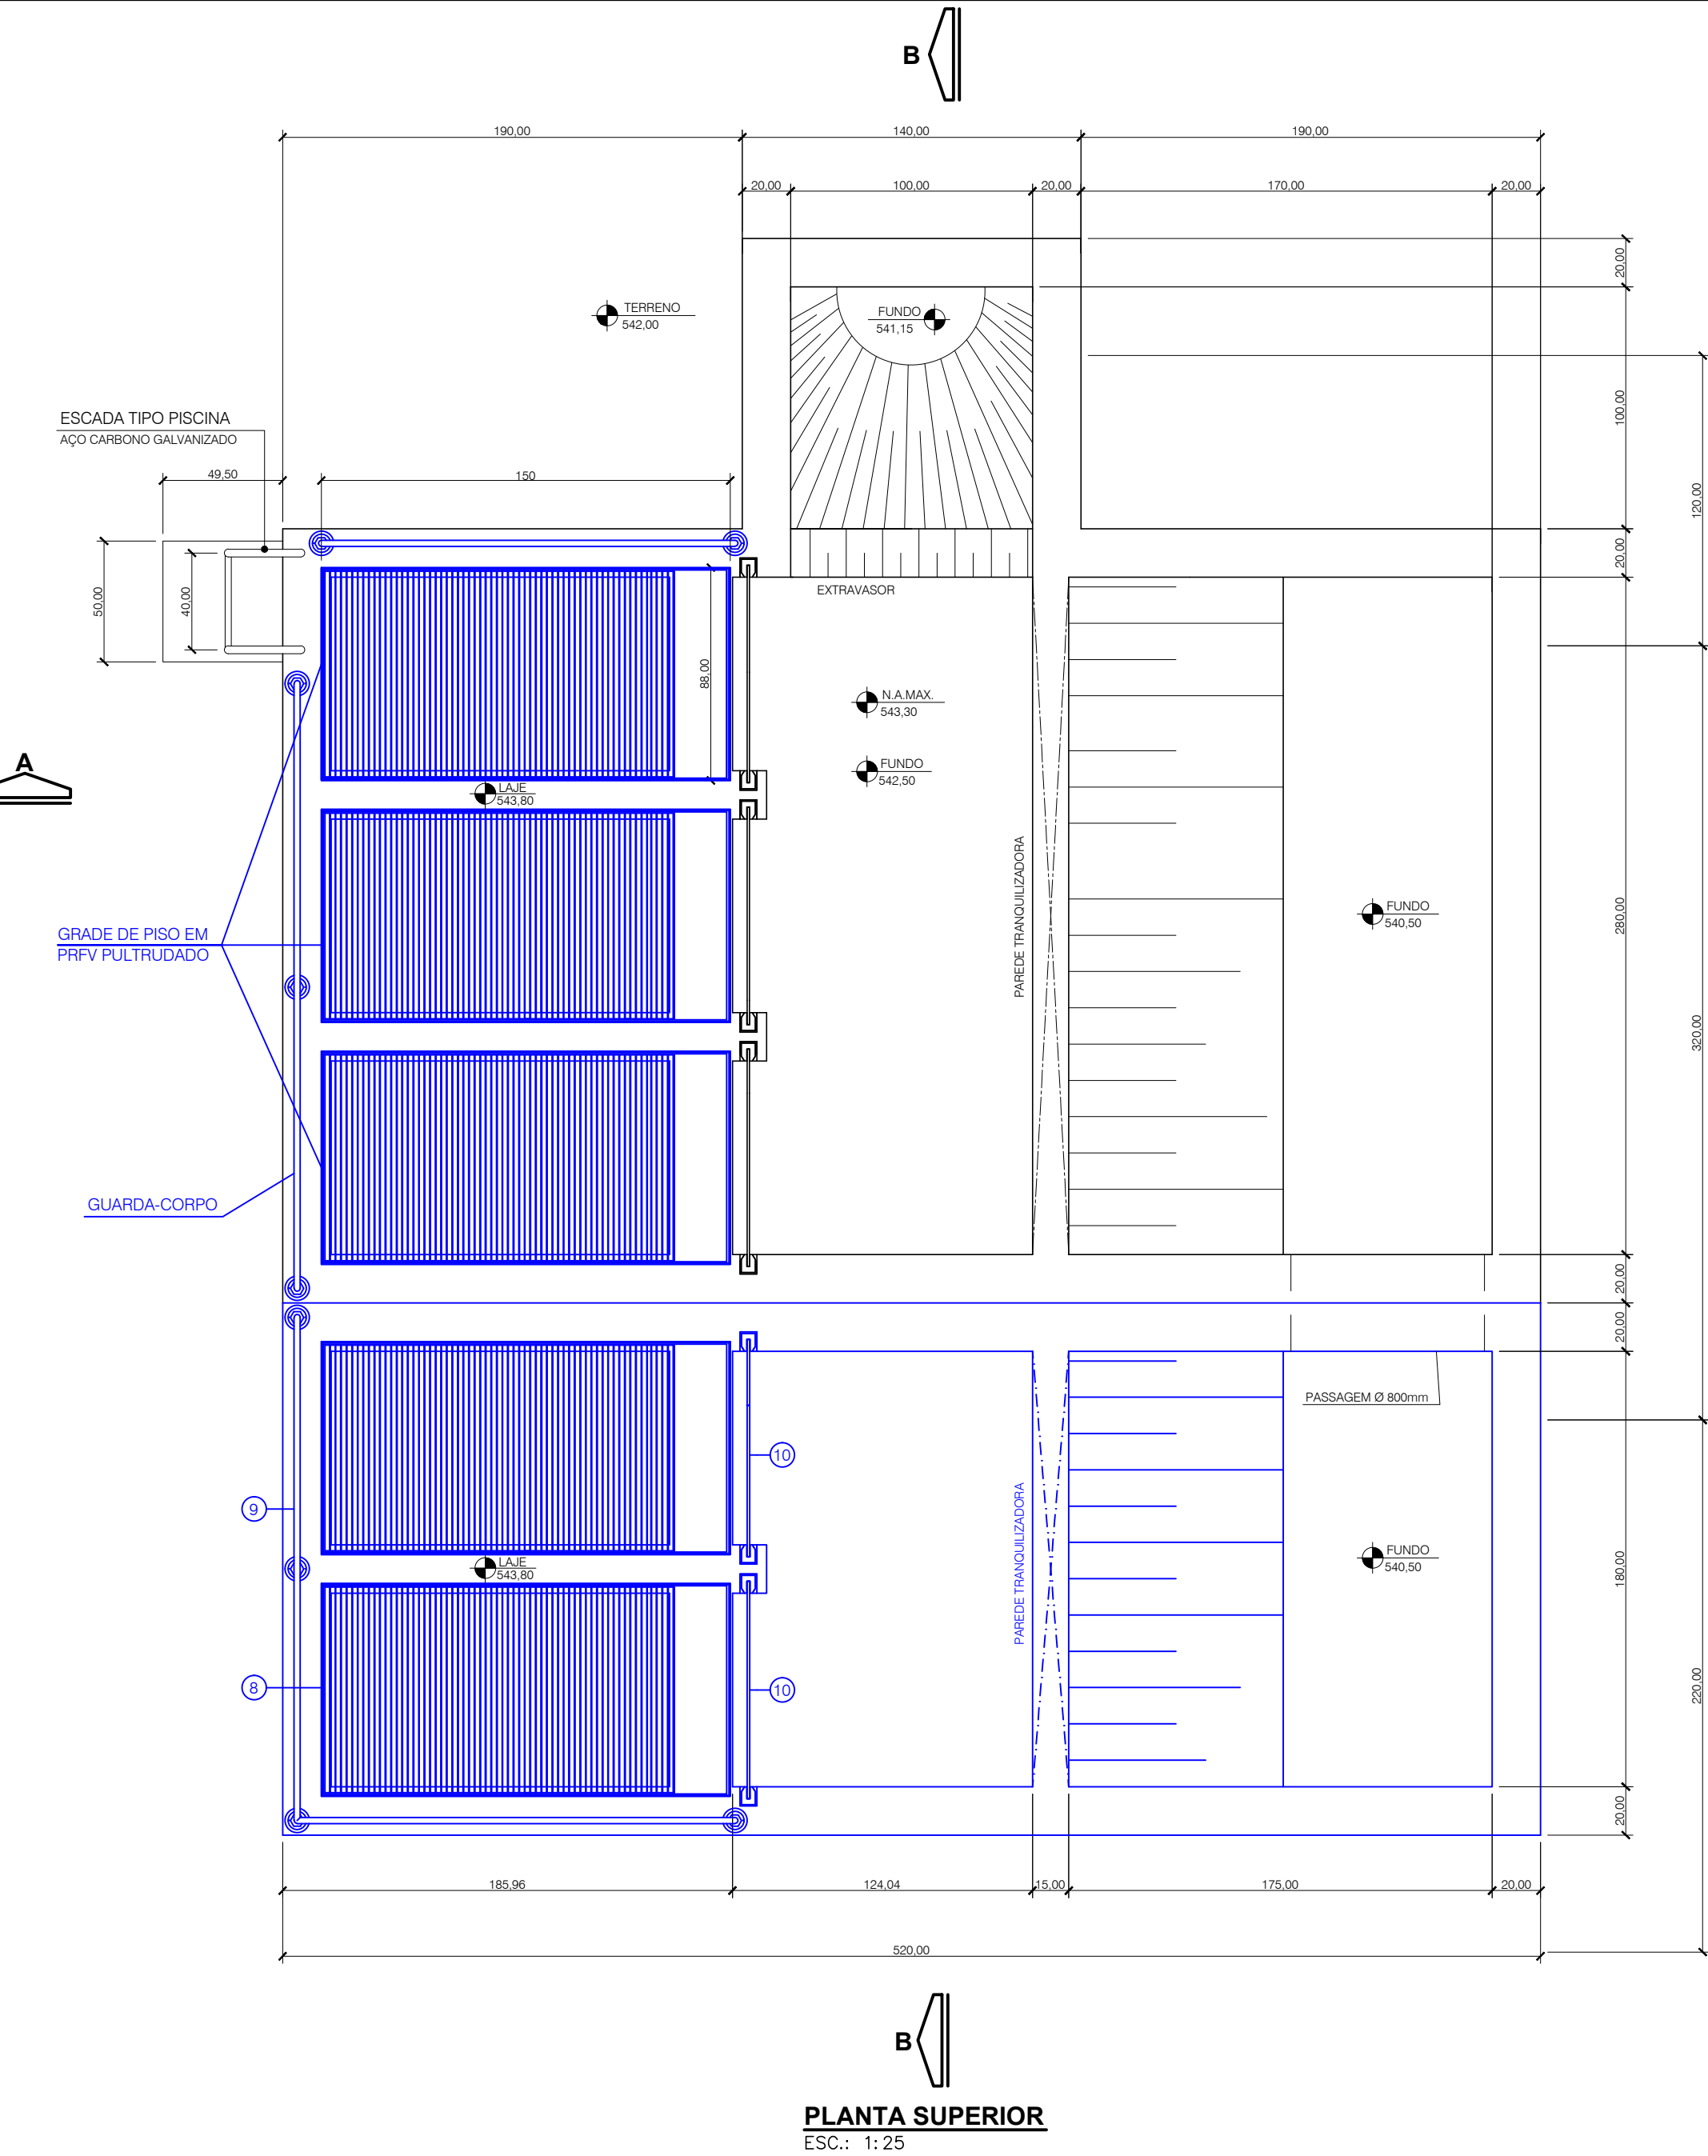 B
190,00
140,00
190,00
20,00
100,00
20,00
170,00
20,00
20,00
TERRENO
542,00
FUNDO
541,15
100,00
ESCADA TIPO PISCINA
AÇO CARBONO GALVANIZADO
49,50
150
120,00
20,00
50,00
40,00
EXTRAVASOR
88,00
N.A.MAX.
543,30
A
FUNDO
542,50
LAJE
543,80
PAREDE TRANQUILIZADORA
FUNDO
540,50
280,00
GRADE DE PISO EM
PRFV PULTRUDADO
320,00
GUARDA-CORPO
20,00
20,00
PASSAGEM Ø 800mm
10
9
PAREDE TRANQUILIZADORA
LAJE
543,80
FUNDO
540,50
180,00
8
10
220,00
20,00
185,96
124,04
15,00
175,00
20,00
520,00
B
PLANTA SUPERIOR
ESC.: 1:25